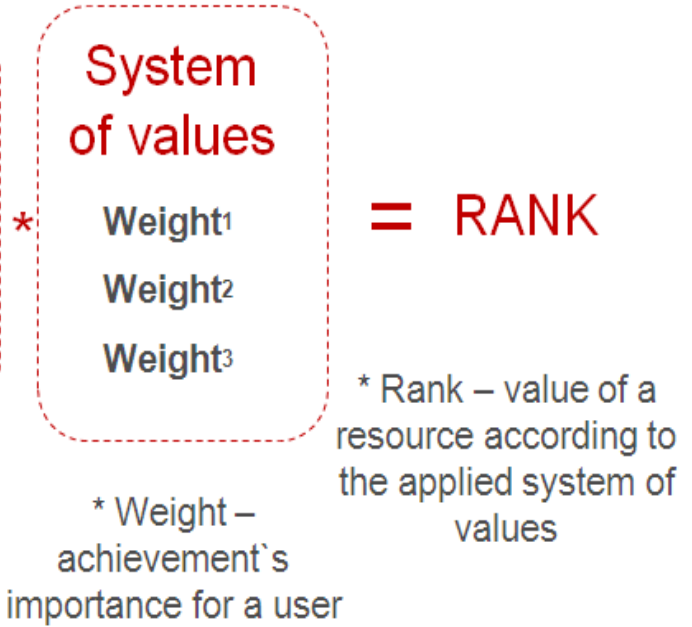 System
of values
* Weight1 = RANK
Weight2
Weight3
* Rank – value of a
resource according to
the applied system of
values
* Weight –
achievement`s
importance for a user